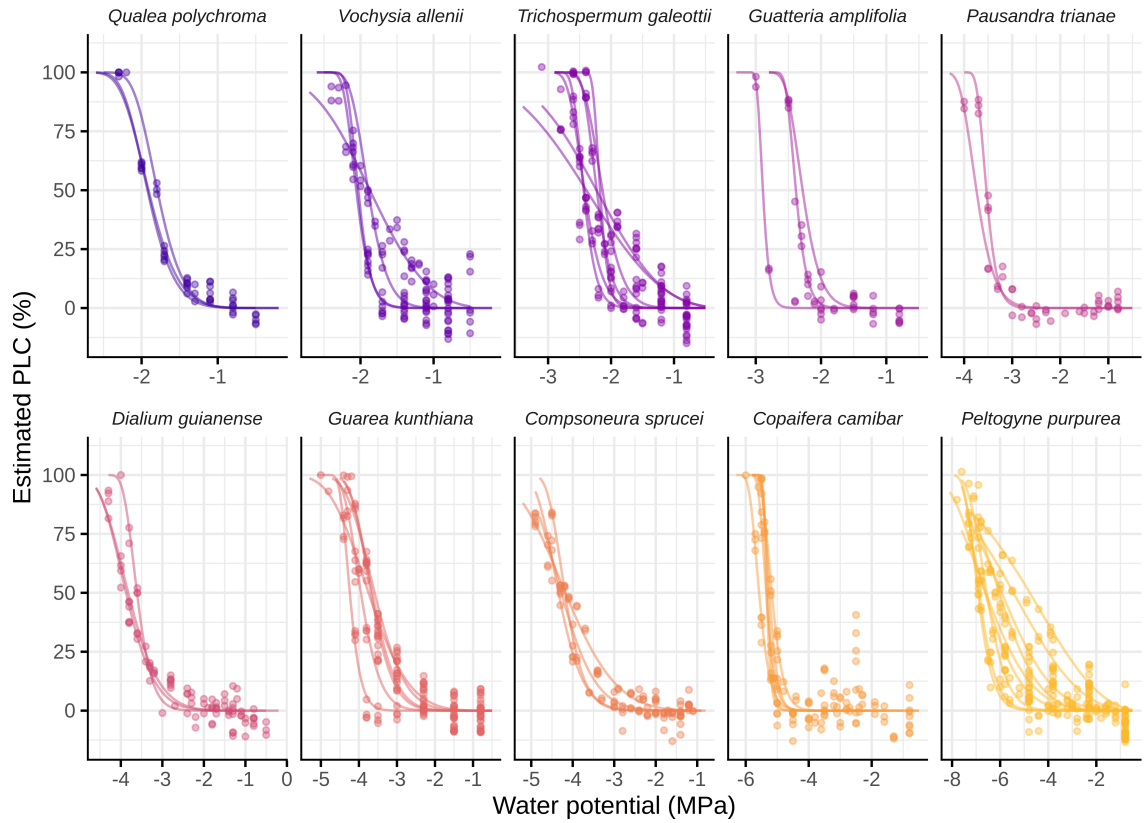 Qualea polychroma
Vochysia allenii
Trichospermum galeottii
Guatteria amplifolia
Pausandra trianae
100
75
50
25
0
-2 -1
-2 -1
-3 -2 -1
-3 -2 -1
-4 -3 -2 -1
Estimated PLC (%)
Dialium guianense
Guarea kunthiana
Compsoneura sprucei
Copaifera camibar
Peltogyne purpurea
100
75
50
25
0
-4 -3 -2 -1 0
-5 -4 -3 -2 -1
-5 -4 -3 -2 -1
-6 -4 -2
-8 -6 -4 -2
Water potential (MPa)